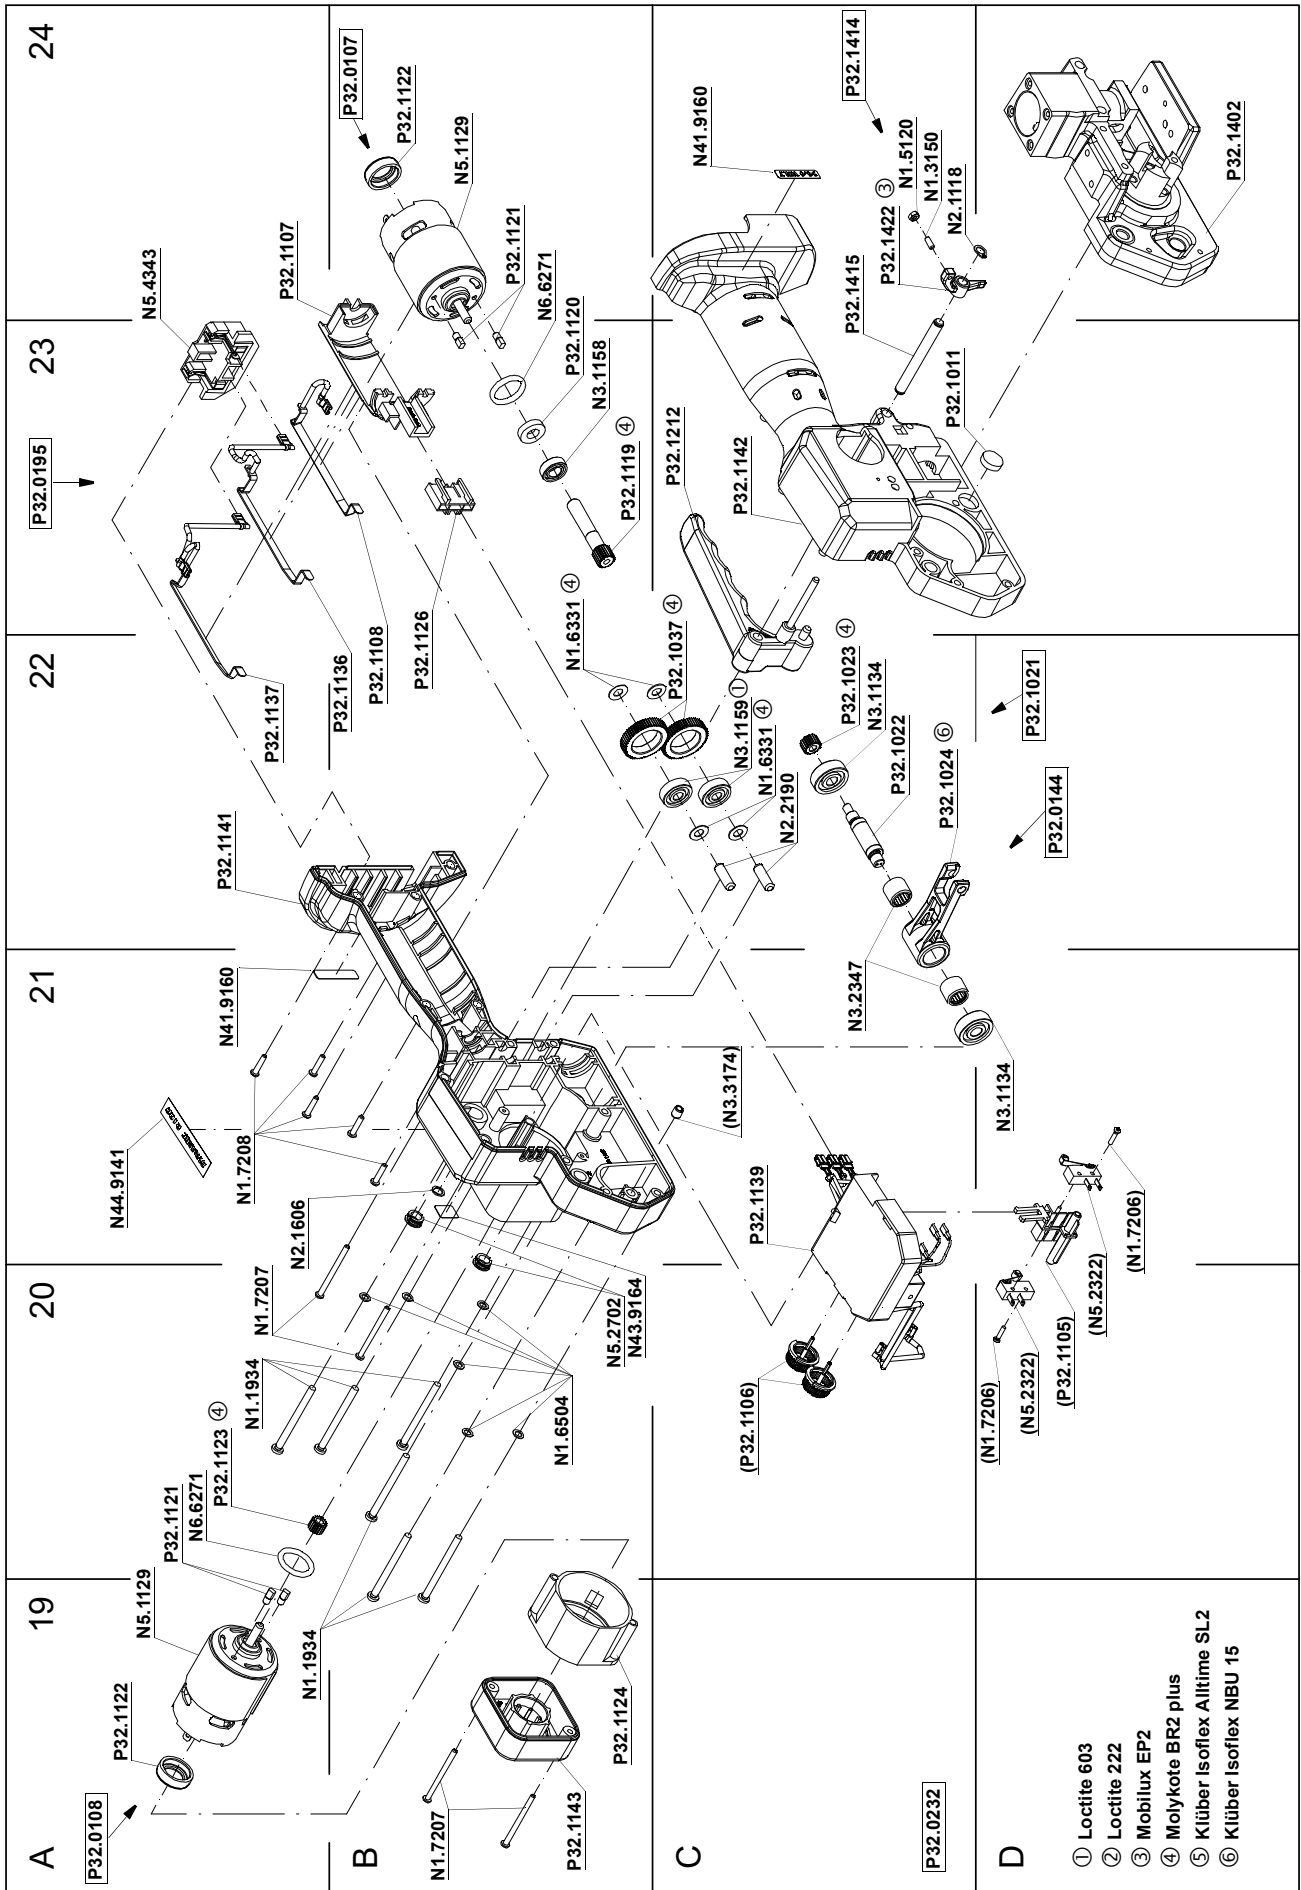 19
20
21
22
23
24
A
P32.0108
P32.1122
N5.1129
P32.1121
N6.6271
P32.1123 ④
N1.1934
N1.7207
N2.1606
N1.7208
N44.9141
N41.9160
P32.1141
P32.1137
P32.1136
P32.1108
P32.1126
P32.0195
N5.4343
P32.1107
B
N1.7207
P32.1143
P32.1124
N1.1934
N1.6504
N5.2702
N43.9164
(N3.3174)
N1.6331 ④
P32.1037 ④
N3.1159 ①
N1.6331 ④
N2.2190
P32.0107
P32.1122
N5.1129
P32.1121
N6.6271
P32.1120
N3.1158
P32.1119 ④
C
P32.0232
(P32.1106)
P32.1139
N3.2347
P32.1023 ④
N3.1134
P32.1022
P32.1024 ⑥
P32.1212
P32.1142
N41.9160
P32.1415
P32.1422 ③
P32.1414
N1.5120
N1.3150
N2.1118
P32.1011
D
(N1.7206)
(N5.2322)
(P32.1105)
(N5.2322)
(N1.7206)
N3.1134
P32.0144
P32.1021
P32.1402
① Loctite 603
② Loctite 222
③ Mobilux EP2
④ Molykote BR2 plus
⑤ Klüber Isoflex Alltime SL2
⑥ Klüber Isoflex NBU 15